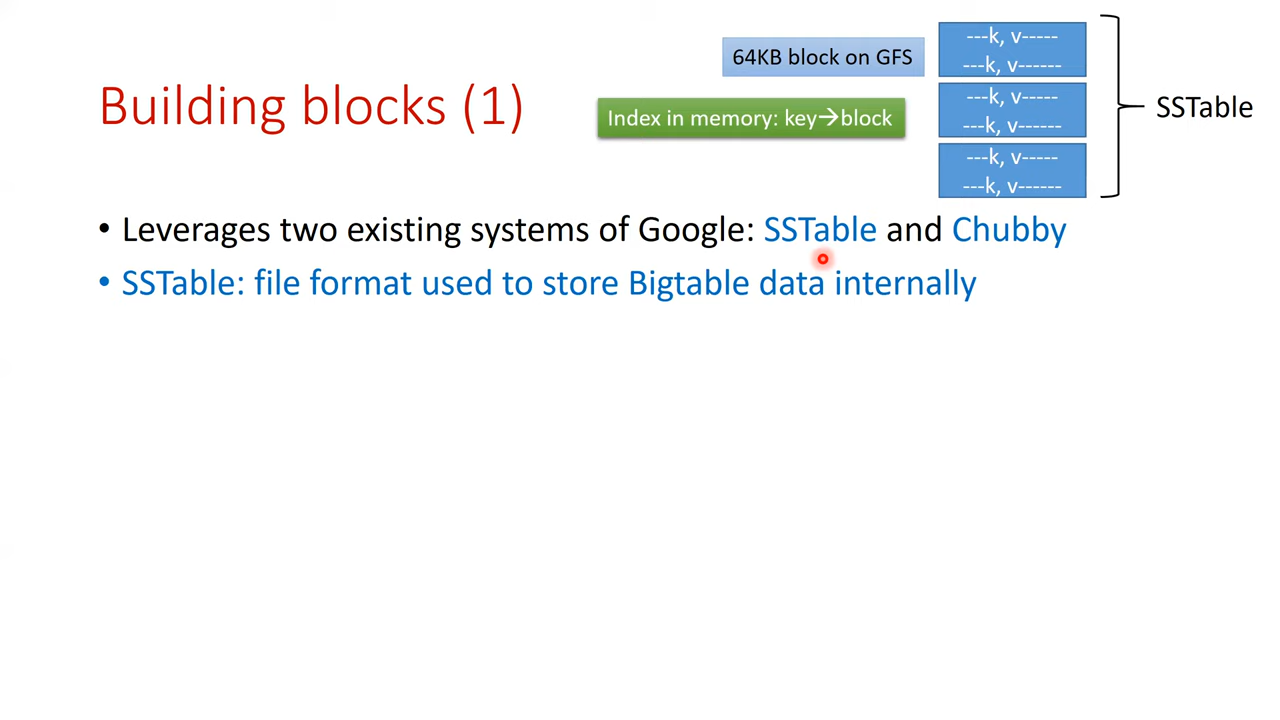 Building blocks (1)
64KB block on GFS
Index in memory: key→block
---k, v-----
---k, v------
---k, v-----
---k, v------
---k, v-----
---k, v------
SSTable
• Leverages two existing systems of Google: SSTable and Chubby
• SSTable: file format used to store Bigtable data internally